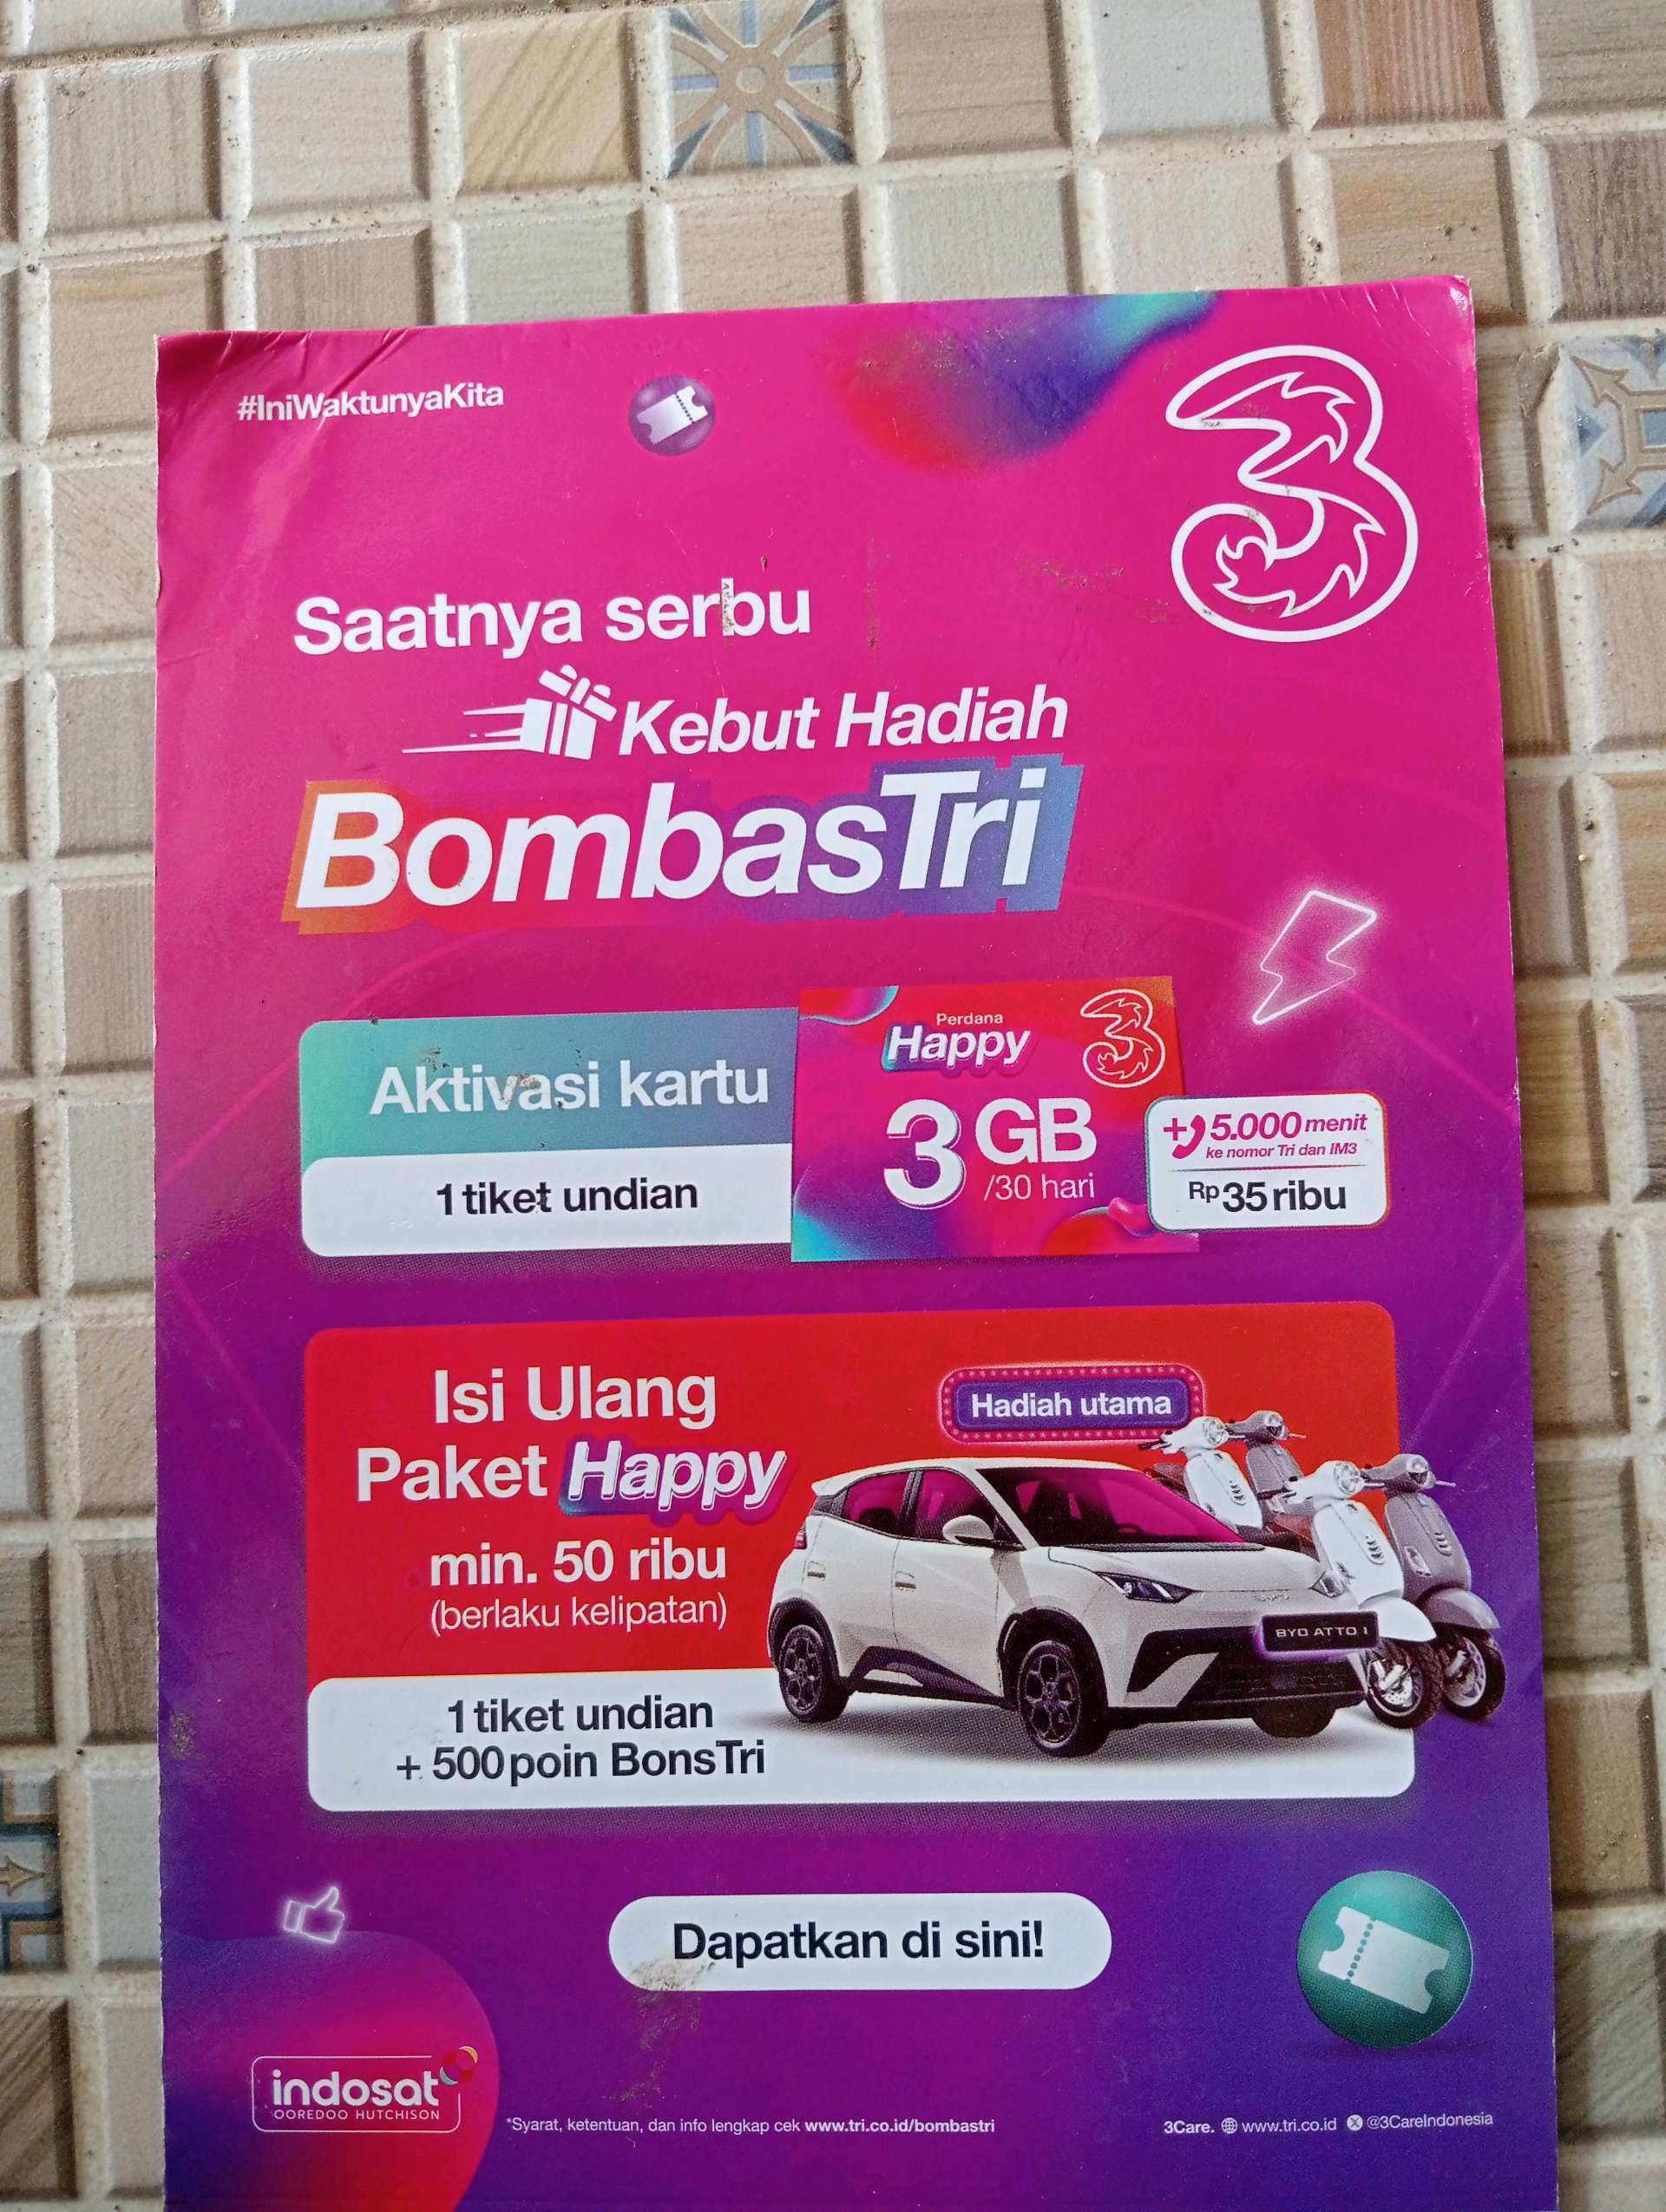 #IniWaktunyaKita
3
Saatnya serbu
Kebut Hadiah
BombasTri
Aktivasi kartu
1 tiket undian
Perdana
Happy
3
3 GB
/30 hari
+ 5.000 menit
ke nomor Tri dan IM3
Rp35 ribu
Isi Ulang
Paket Happy
min. 50 ribu
(berlaku kelipatan)
1 tiket undian
+ 500 poin BonsTri
Hadiah utama
BYD ATTO 1
Dapatkan di sini!
indosat
OOREDOO HUTCHISON
*Syarat, ketentuan, dan info lengkap cek www.tri.co.id/bombastri
3Care. www.tri.co.id X @3CareIndonesia